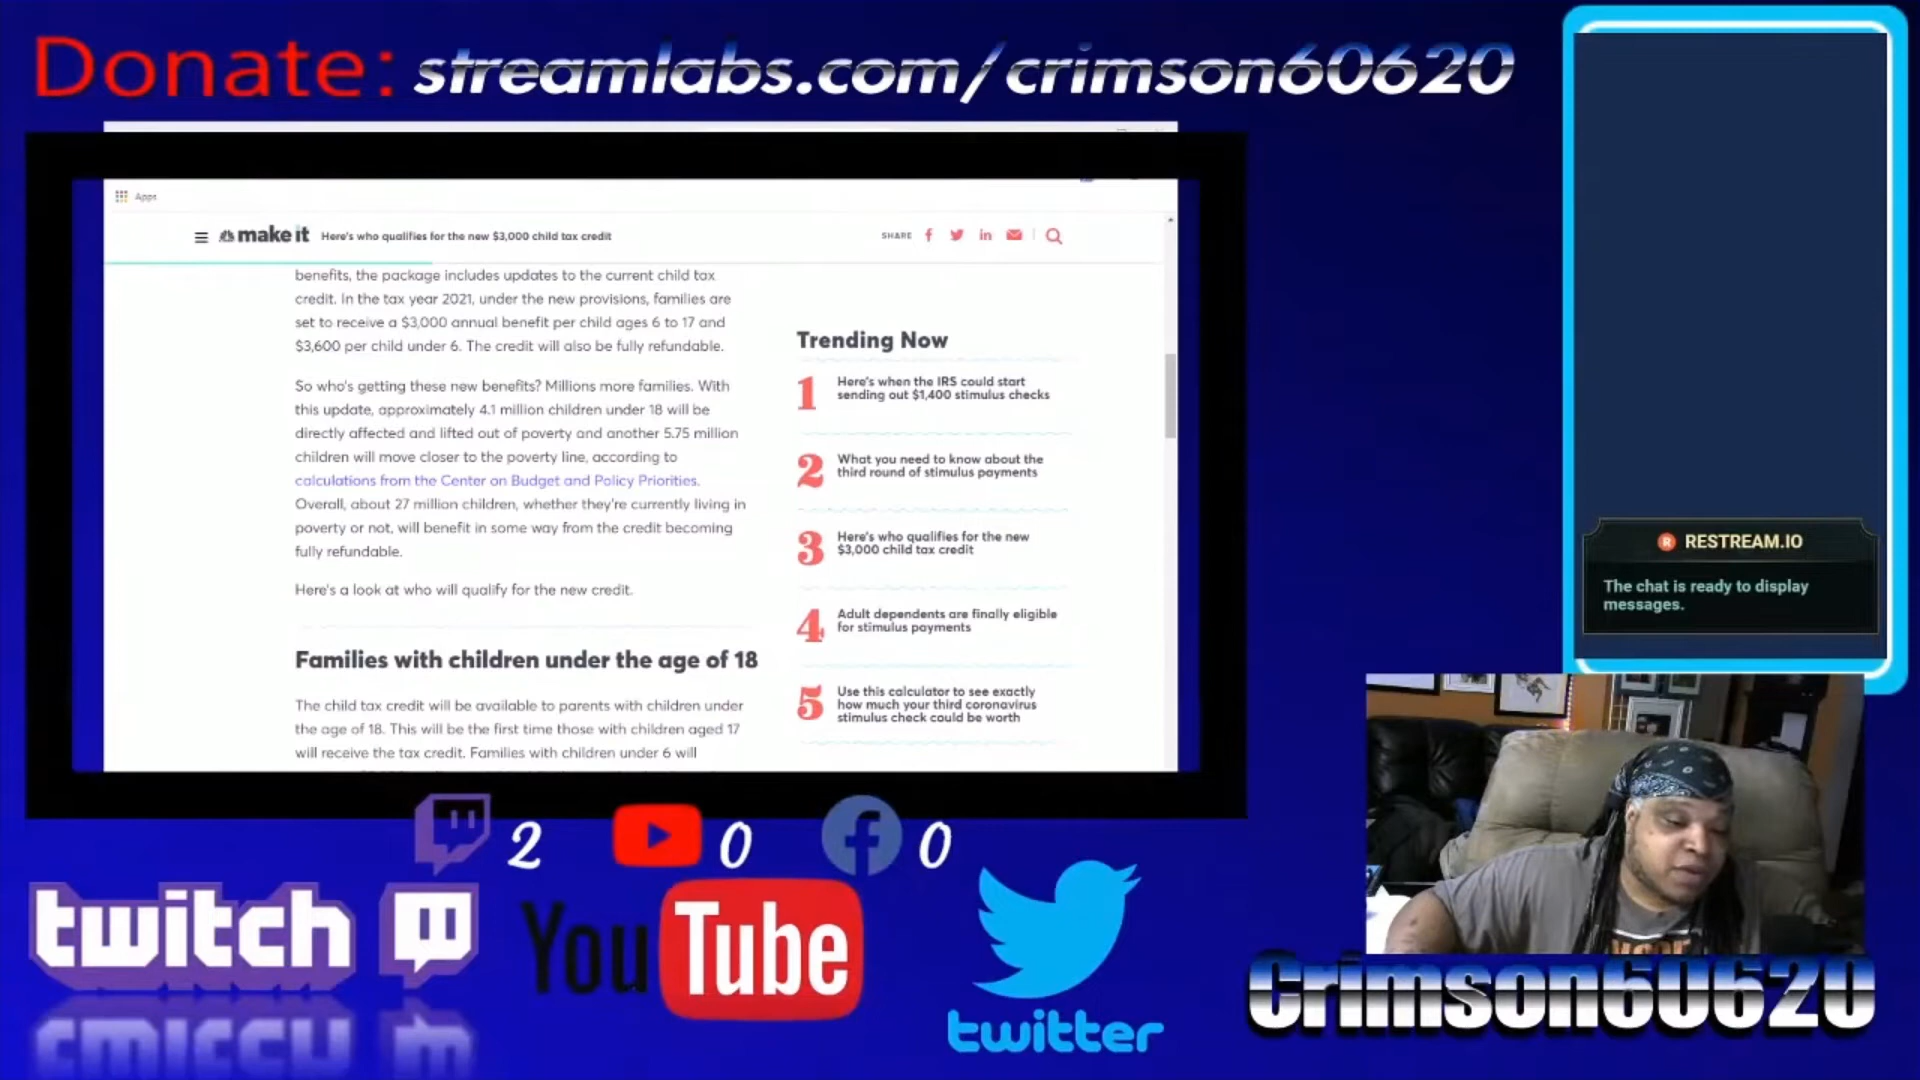 Donate: streamlabs.com/crimson60620
Apps
make it Here's who qualifies for the new $3,000 child tax credit SHARE
benefits, the package includes updates to the current child tax
credit. In the tax year 2021, under the new provisions, families are
set to receive a $3,000 annual benefit per child ages 6 to 17 and
$3,600 per child under 6. The credit will also be fully refundable.
So who's getting these new benefits? Millions more families. With
this update, approximately 4.1 million children under 18 will be
directly affected and lifted out of poverty and another 5.75 million
children will move closer to the poverty line, according to
calculations from the Center on Budget and Policy Priorities.
Overall, about 27 million children, whether they're currently living in
poverty or not, will benefit in some way from the credit becoming
fully refundable.
Here's a look at who will qualify for the new credit.
Families with children under the age of 18
The child tax credit will be available to parents with children under
the age of 18. This will be the first time those with children aged 17
will receive the tax credit. Families with children under 6 will
Trending Now
1 Here's when the IRS could start
sending out $1,400 stimulus checks
2 What you need to know about the
third round of stimulus payments
3 Here's who qualifies for the new
$3,000 child tax credit
4 Adult dependents are finally eligible
for stimulus payments
5 Use this calculator to see exactly
how much your third coronavirus
stimulus check could be worth
RESTREAM.IO
The chat is ready to display
messages.
2 0 0
twitch
YouTube
twitter
Crimson60620